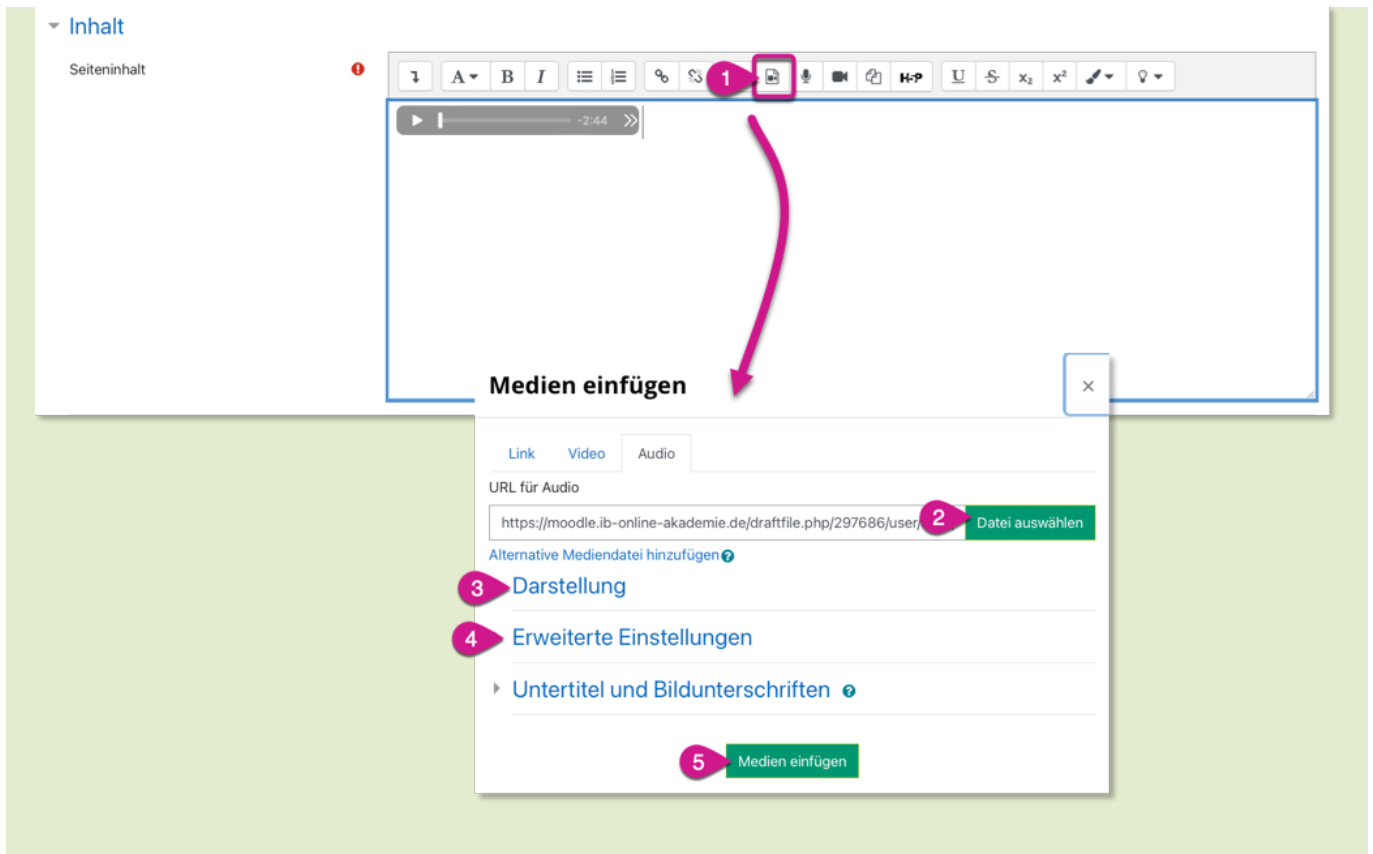 Inhalt
Seiteninhalt
1
A B I H-P U S x₂ x²
-2:44
Medien einfügen
Link Video Audio
URL für Audio
https://moodle.ib-online-akademie.de/draftfile.php/297686/user/ 2 Datei auswählen
Alternative Mediendatei hinzufügen
3 Darstellung
4 Erweiterte Einstellungen
Untertitel und Bildunterschriften
5 Medien einfügen